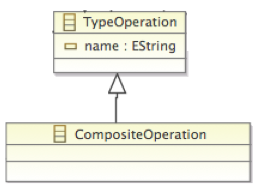 TypeOperation
name : EString
CompositeOperation